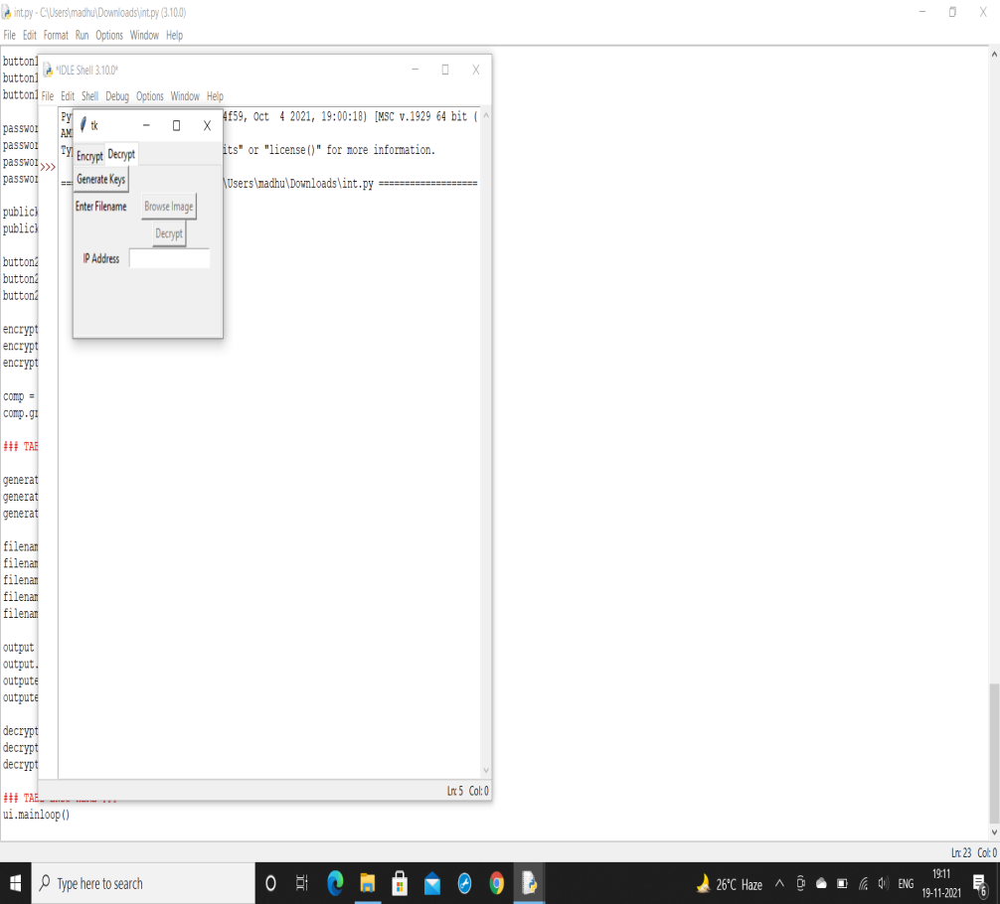 int.py - C:\Users\madhu\Downloads\int.py (3.10.0)
File Edit Format Run Options Window Help
button1
button1
button1
passwor
passwor
passwor
passwor
publick
publick
button2
button2
button2
encrypt
encrypt
encrypt
comp =
comp.gr
### TAB
generat
generat
generat
filenam
filenam
filenam
filenam
filenam
output
output.
outpute
outpute
decrypt
decrypt
decrypt
### TAB
ui.mainloop()
*IDLE Shell 3.10.0*
File Edit Shell Debug Options Window Help
Py 4f59, Oct 4 2021, 19:00:18) [MSC v.1929 64 bit (
AM
Ty its" or "license()" for more information.
>>>
== \Users\madhu\Downloads\int.py ===================
tk
Encrypt Decrypt
Generate Keys
Enter Filename Browse Image
Decrypt
IP Address
Ln: 5 Col: 0
Ln: 23 Col: 0
Type here to search
26°C Haze
ENG
19:11
19-11-2021
6